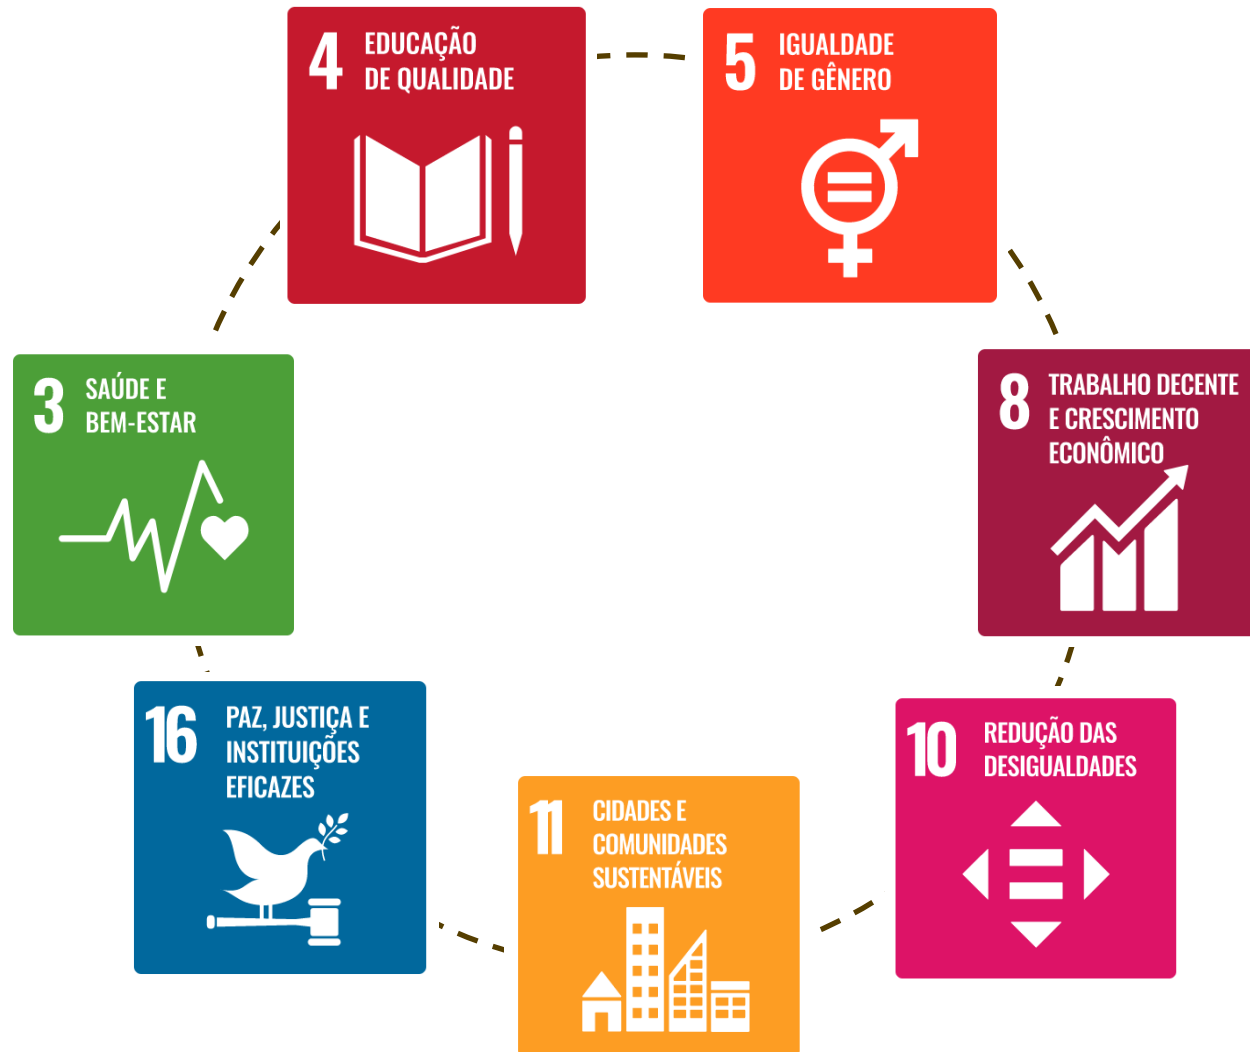 4 EDUCAÇÃO
DE QUALIDADE
5 IGUALDADE
DE GÊNERO
3 SAÚDE E
BEM-ESTAR
8 TRABALHO DECENTE
E CRESCIMENTO
ECONÔMICO
16 PAZ, JUSTIÇA E
INSTITUIÇÕES
EFICAZES
10 REDUÇÃO DAS
DESIGUALDADES
11 CIDADES E
COMUNIDADES
SUSTENTÁVEIS